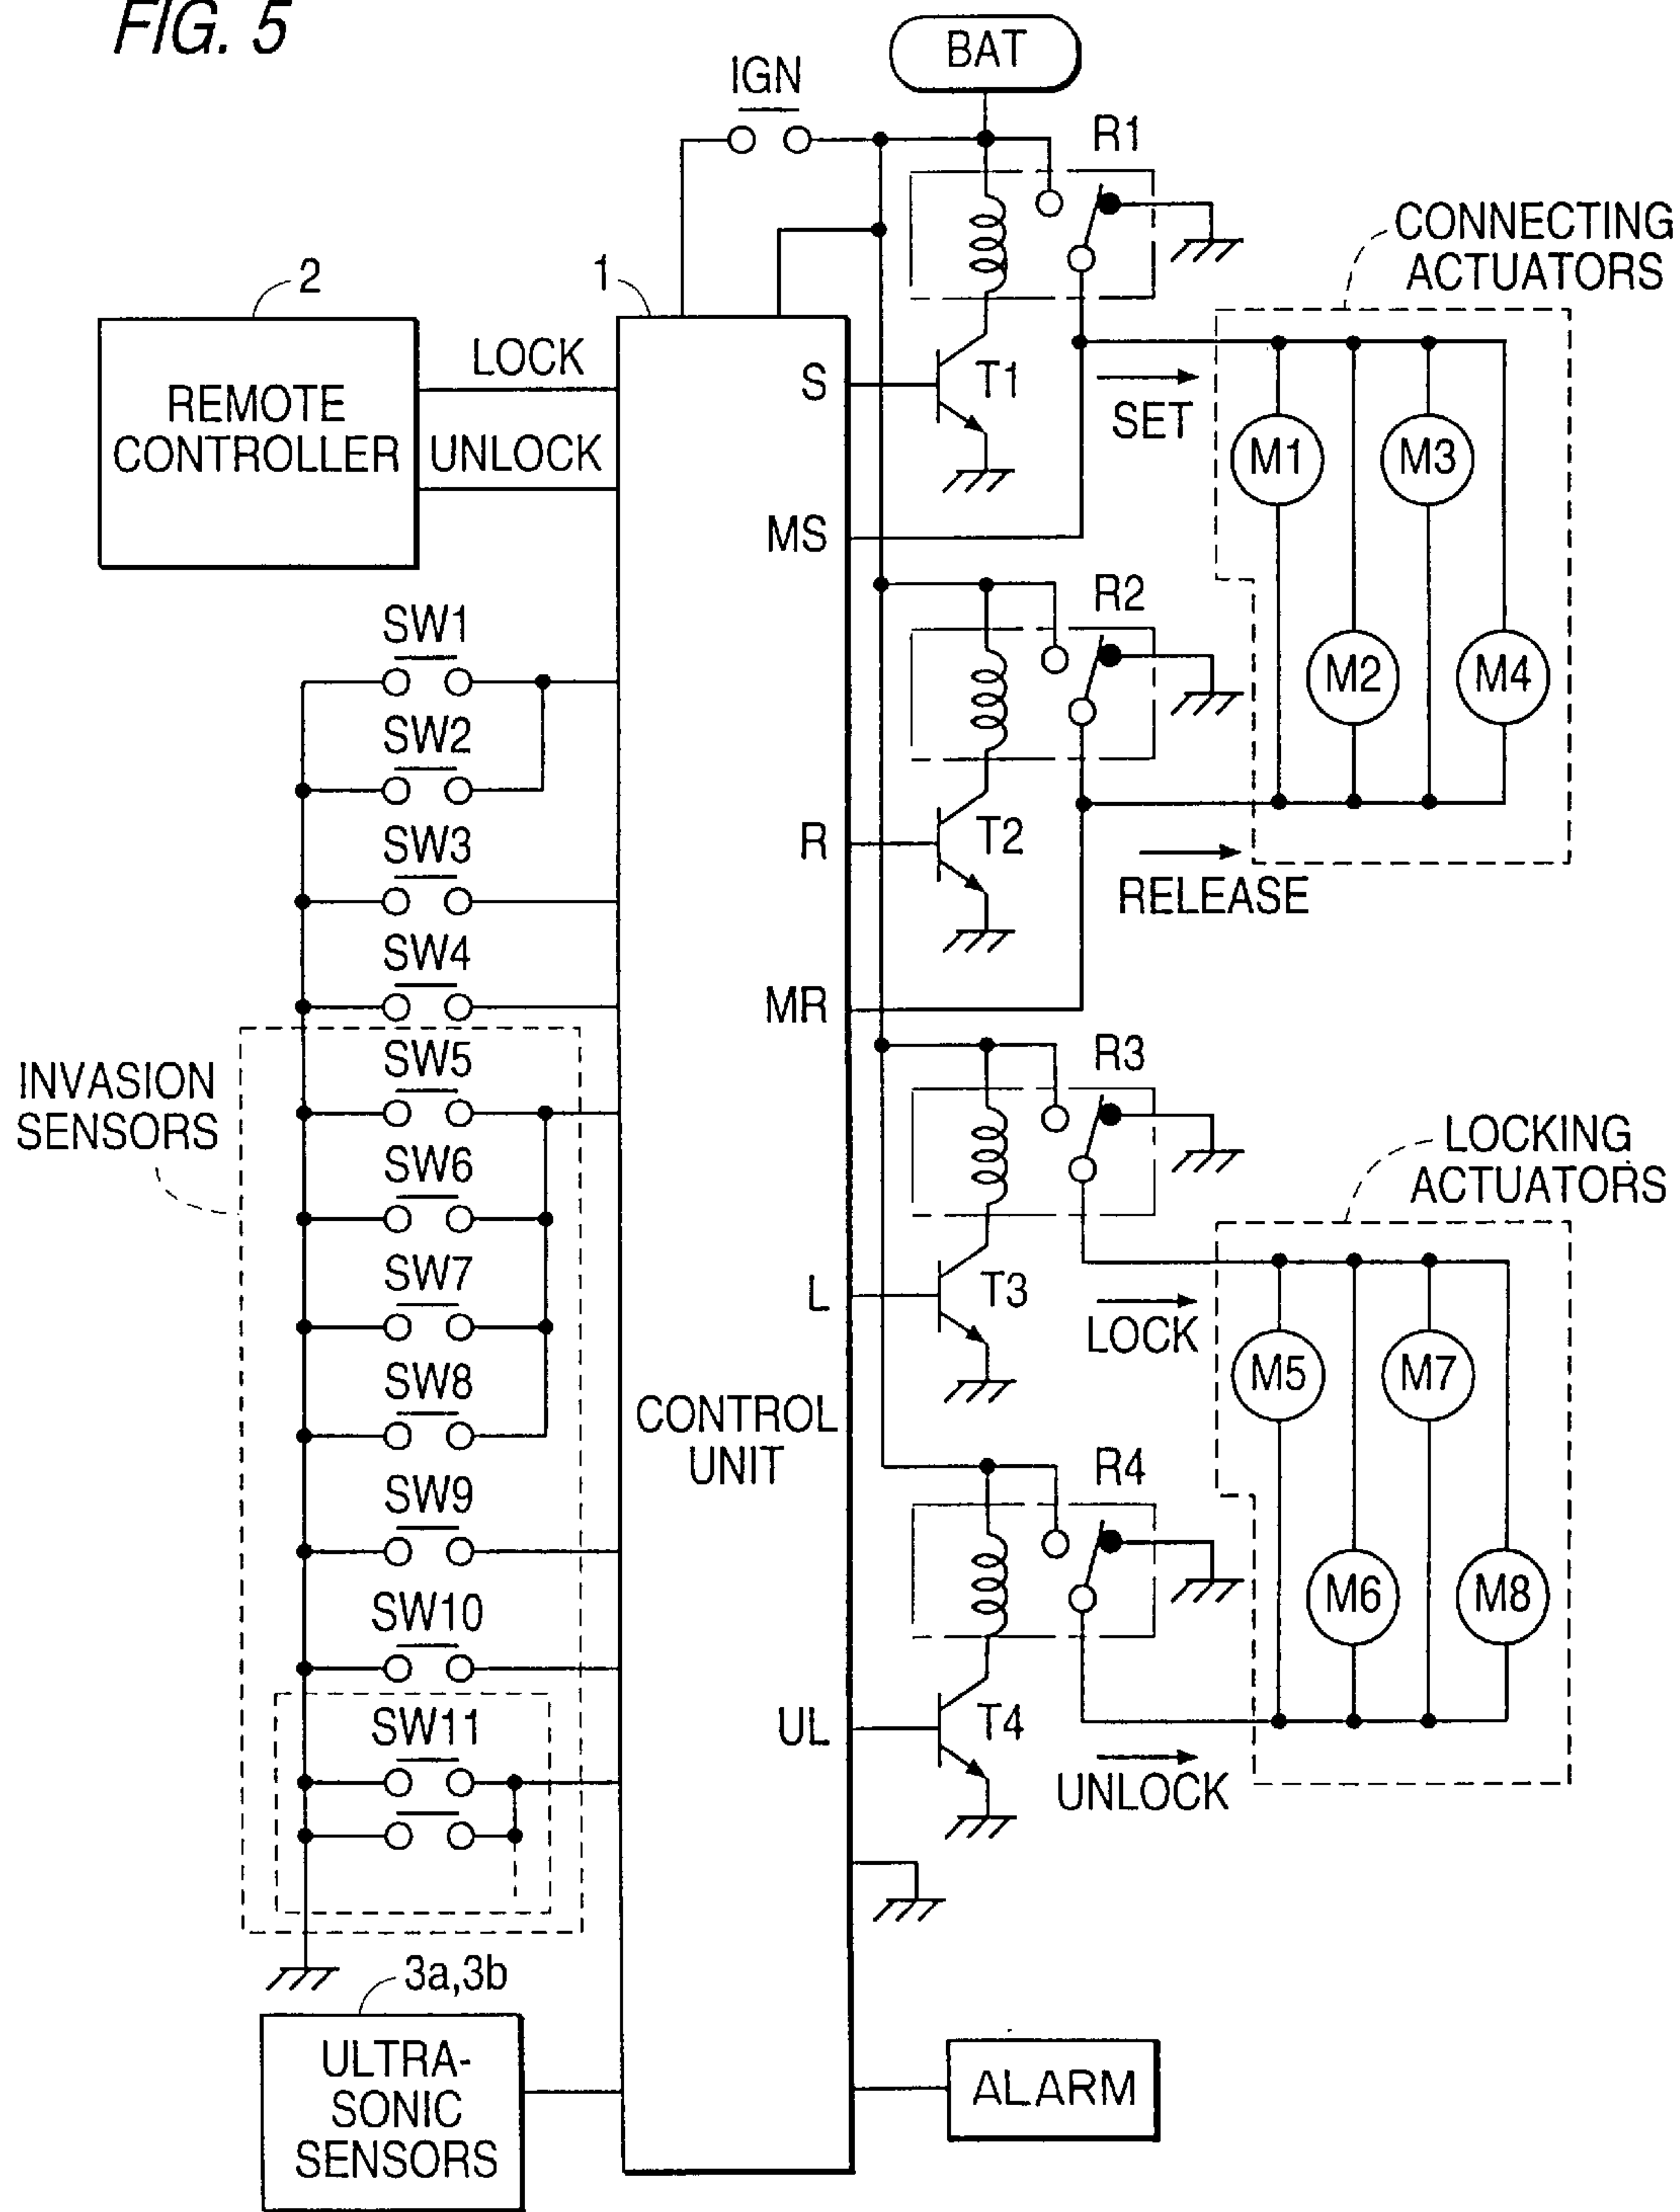 FIG. 5
BAT
IGN
R1
CONNECTING
ACTUATORS
2
1
REMOTE
CONTROLLER
LOCK
UNLOCK
S
T1
SET
M1
M3
MS
R2
M2
M4
SW1
SW2
SW3
SW4
R
T2
RELEASE
MR
INVASION
SENSORS
SW5
SW6
SW7
SW8
SW9
SW10
SW11
R3
LOCKING
ACTUATORS
L
T3
LOCK
M5
M7
CONTROL
UNIT
R4
M6
M8
UL
T4
UNLOCK
3a,3b
ULTRA-
SONIC
SENSORS
ALARM